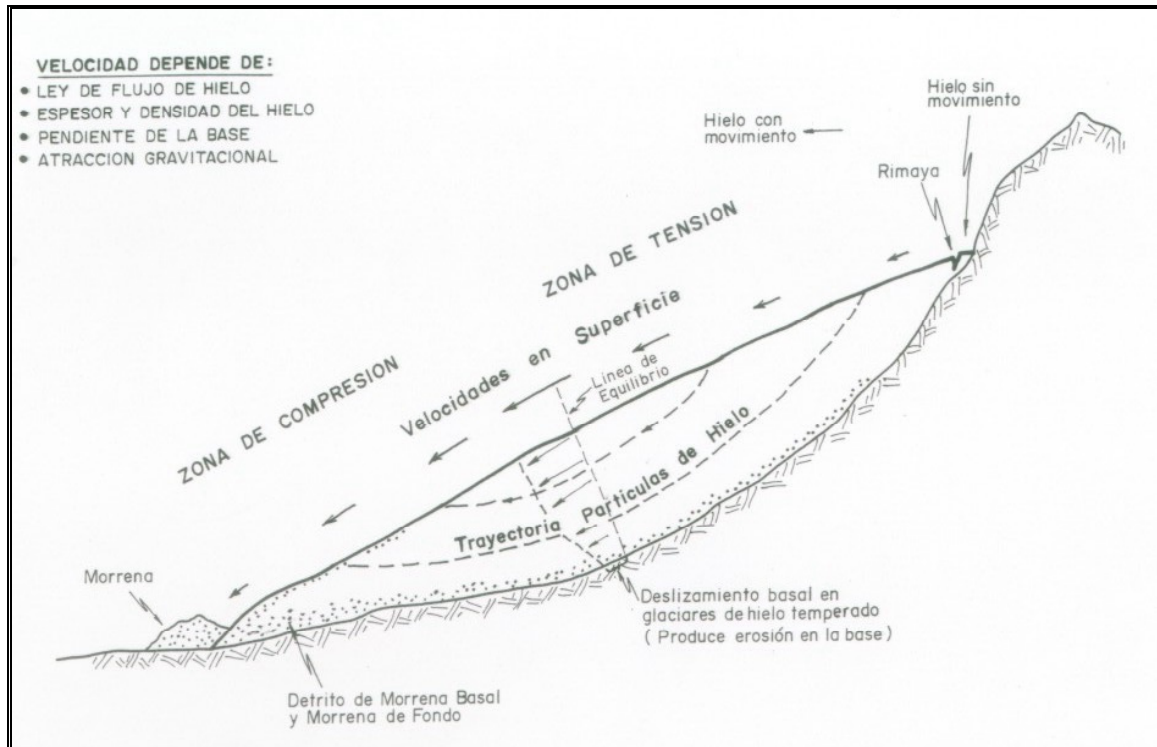 VELOCIDAD DEPENDE DE:
• LEY DE FLUJO DE HIELO
• ESPESOR Y DENSIDAD DEL HIELO
• PENDIENTE DE LA BASE
• ATRACCION GRAVITACIONAL
Hielo sin
movimiento
Hielo con
movimiento
Rimaya
ZONA DE TENSION
Velocidades en Superficie
ZONA DE COMPRESION
Linea de
Equilibrio
Trayectoria Particulas de Hielo
Morrena
Deslizamiento basal en
glaciares de hielo temperado
( Produce erosión en la base )
Detrito de Morrena Basal
y Morrena de Fondo